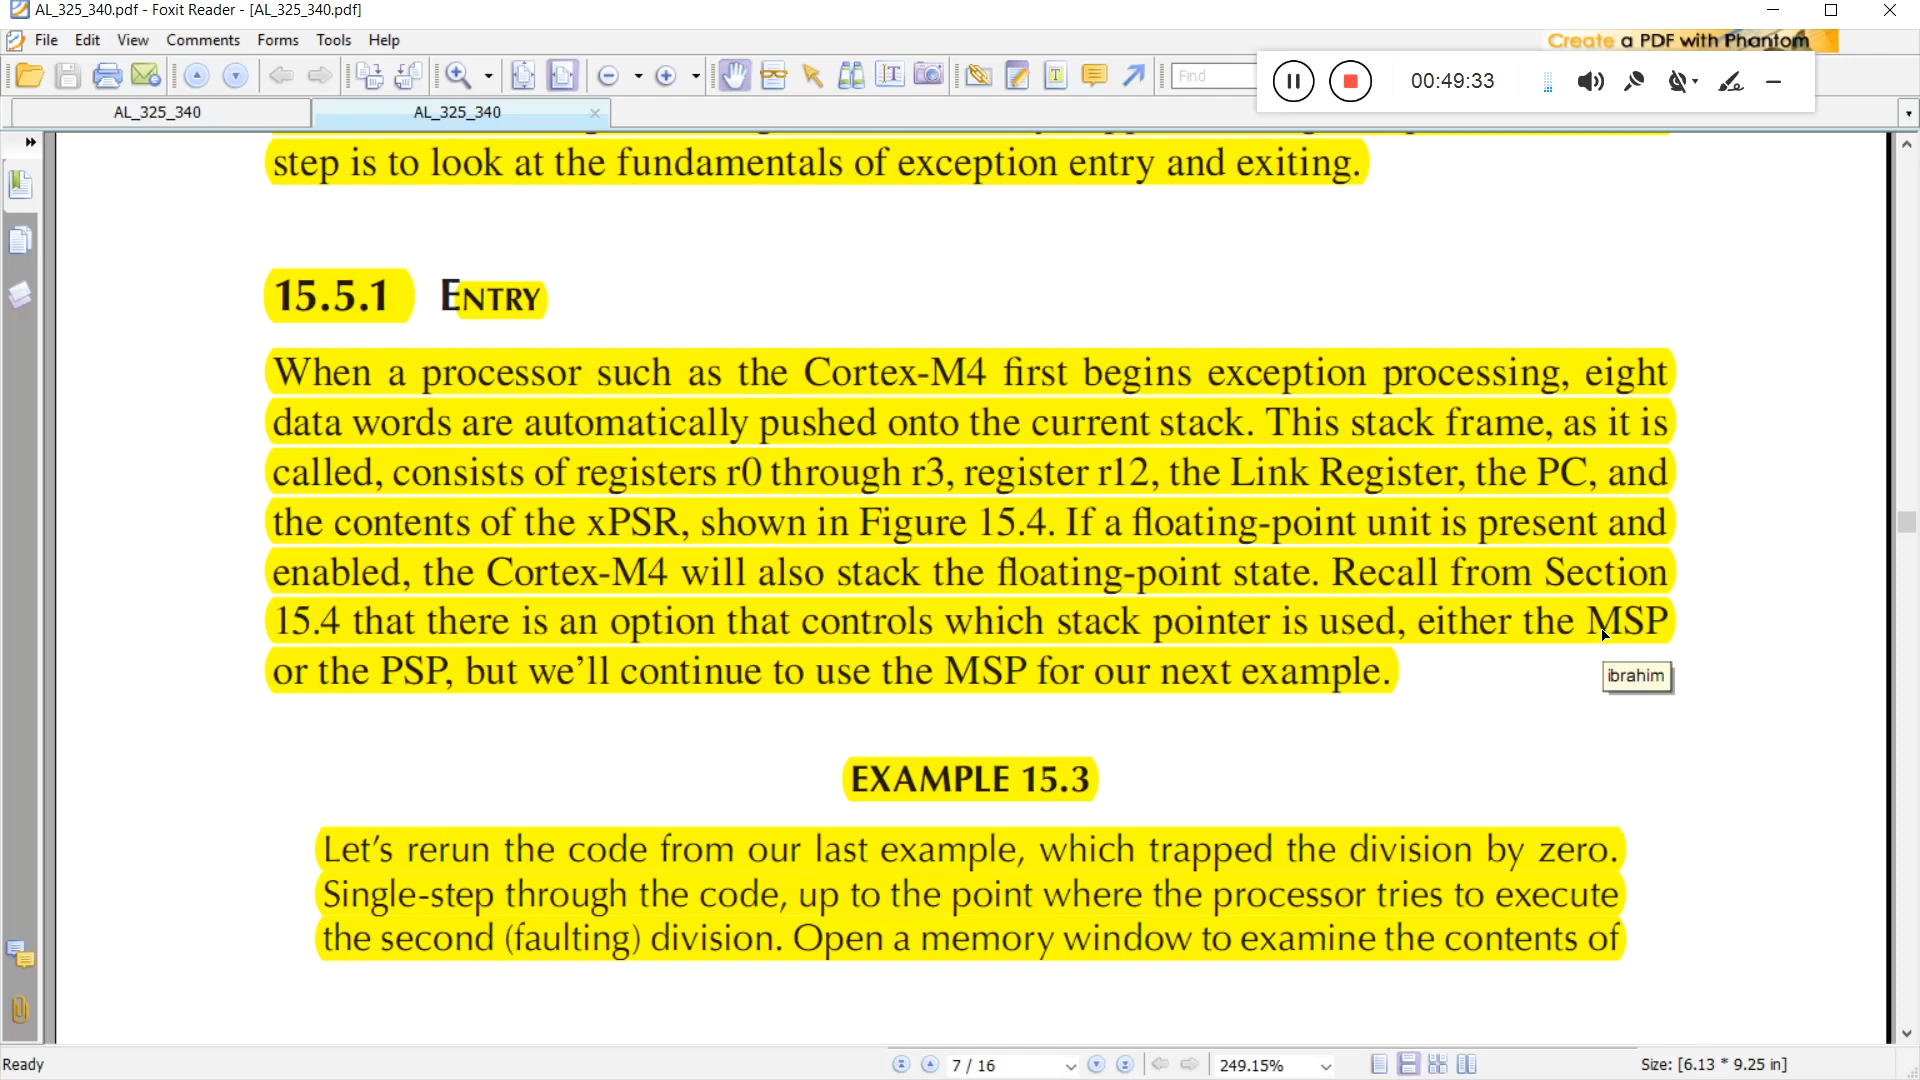 AL_325_340.pdf - Foxit Reader - [AL_325_340.pdf]
File Edit View Comments Forms Tools Help
Create a PDF with Phantom
Find
00:49:33
AL_325_340
AL_325_340
step is to look at the fundamentals of exception entry and exiting.
15.5.1 ENTRY
When a processor such as the Cortex-M4 first begins exception processing, eight
data words are automatically pushed onto the current stack. This stack frame, as it is
called, consists of registers r0 through r3, register r12, the Link Register, the PC, and
the contents of the xPSR, shown in Figure 15.4. If a floating-point unit is present and
enabled, the Cortex-M4 will also stack the floating-point state. Recall from Section
15.4 that there is an option that controls which stack pointer is used, either the MSP
or the PSP, but we'll continue to use the MSP for our next example.
ibrahim
EXAMPLE 15.3
Let's rerun the code from our last example, which trapped the division by zero.
Single-step through the code, up to the point where the processor tries to execute
the second (faulting) division. Open a memory window to examine the contents of
Ready
7 / 16
249.15%
Size: [6.13 * 9.25 in]